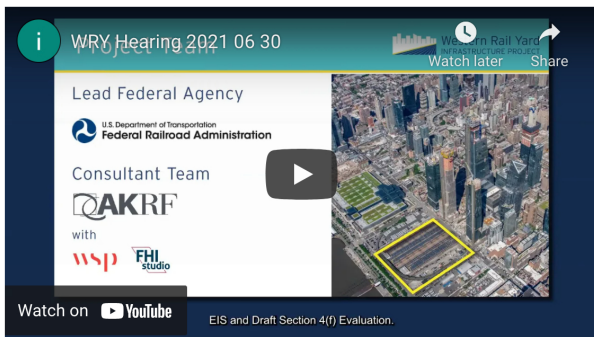 i
WRY Hearing 2021 06 30
Project Team
Western Rail Yard
INFRASTRUCTURE PROJECT
Watch later
Share
Lead Federal Agency
U.S. Department of Transportation
Federal Railroad Administration
Consultant Team
AKRF
with
wsp
FHI
studio
Watch on YouTube
EIS and Draft Section 4(f) Evaluation.